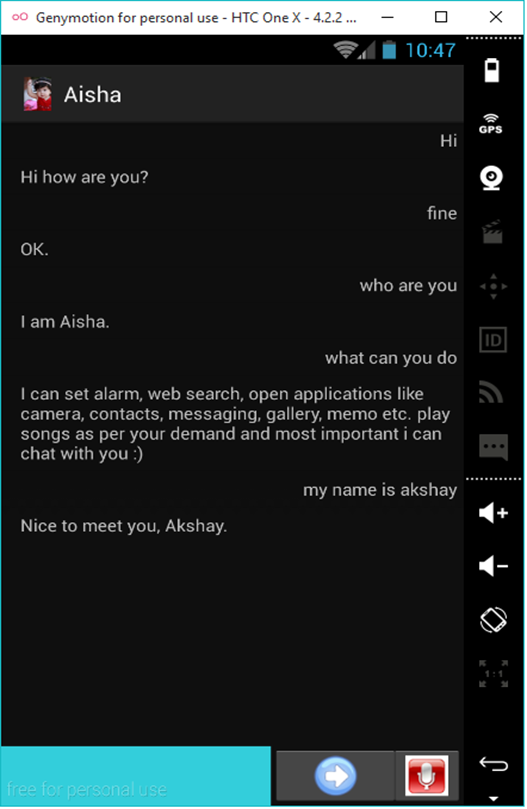 Genymotion for personal use - HTC One X - 4.2.2 ...
10:47
GPS
Aisha
Hi
Hi how are you?
fine
OK.
who are you
I am Aisha.
what can you do
I can set alarm, web search, open applications like
camera, contacts, messaging, gallery, memo etc. play
songs as per your demand and most important i can
chat with you :)
my name is akshay
Nice to meet you, Akshay.
ID
1:1
free for personal use